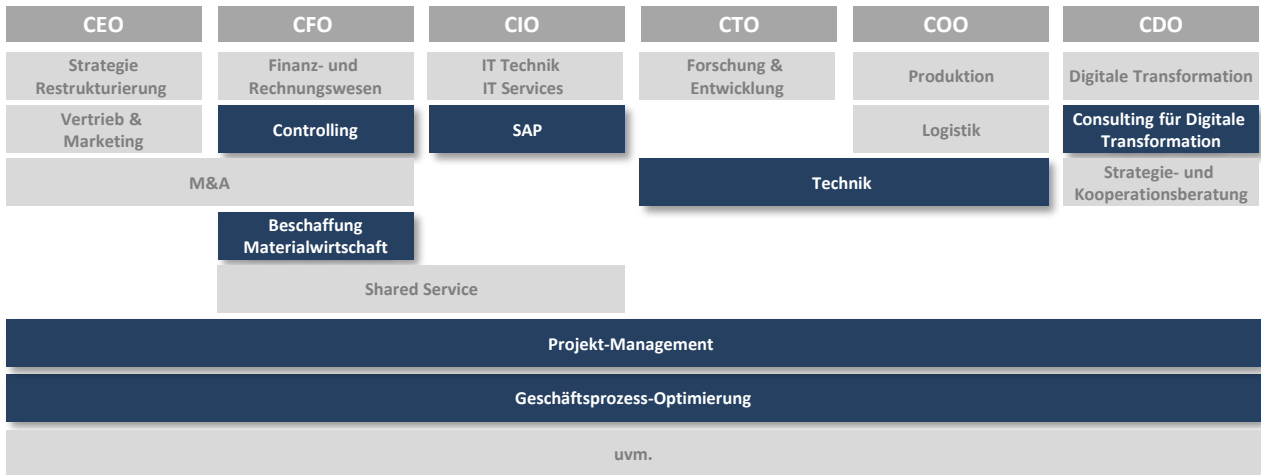 CEO
CFO
CIO
CTO
COO
CDO
Strategie
Restrukturierung
Finanz- und
Rechnungswesen
IT Technik
IT Services
Forschung &
Entwicklung
Produktion
Digitale Transformation
Vertrieb &
Marketing
Controlling
SAP
Logistik
Consulting für Digitale
Transformation
M&A
Technik
Strategie- und
Kooperationsberatung
Beschaffung
Materialwirtschaft
Shared Service
Projekt-Management
Geschäftsprozess-Optimierung
uvm.